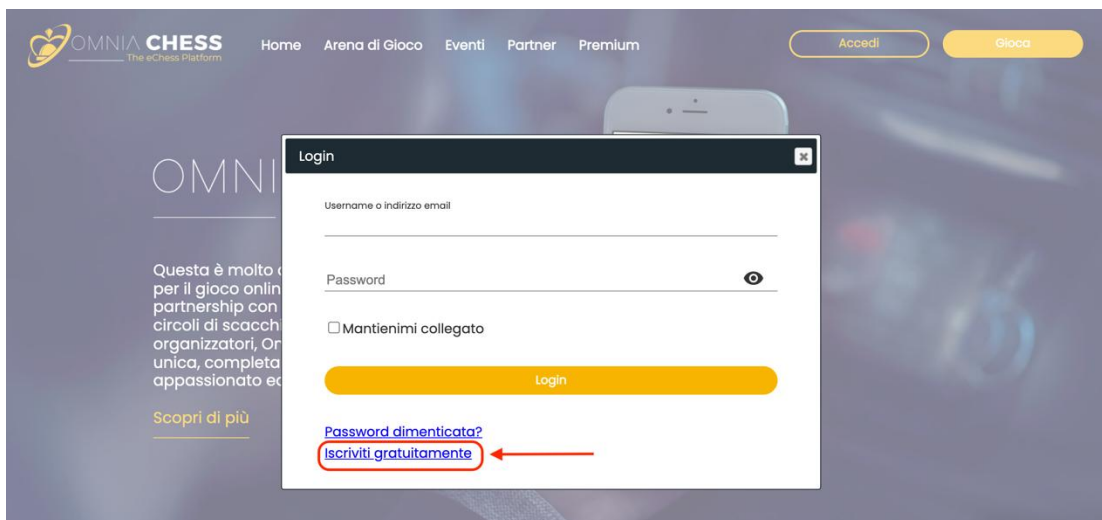 OMNIA CHESS
The eChess Platform
Home Arena di Gioco Eventi Partner Premium
Accedi
Gioca
OMNI
Questa è molto
per il gioco onlin
partnership con
circoli di scacchi
organizzatori, Or
unica, completa
appassionato ed
Scopri di più
Login
Username o indirizzo email
Password
Mantienimi collegato
Login
Password dimenticata?
Iscriviti gratuitamente